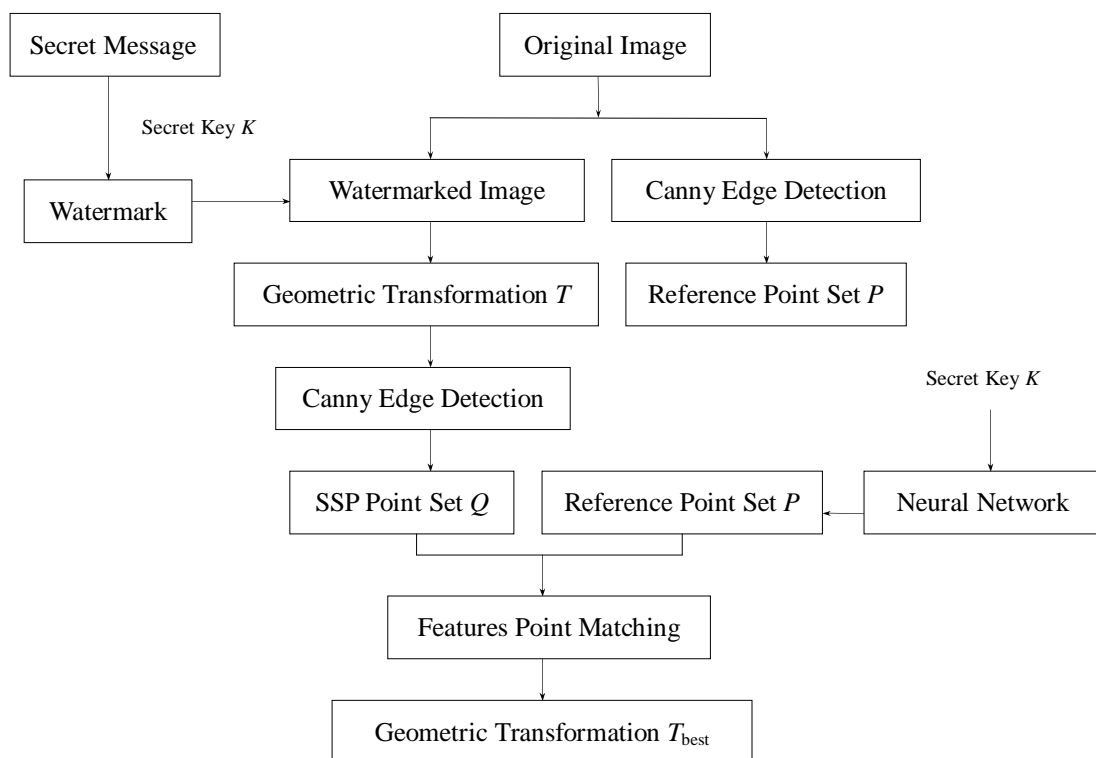 Secret Message
Original Image
Secret Key K
Watermark
Watermarked Image
Canny Edge Detection
Geometric Transformation T
Reference Point Set P
Canny Edge Detection
Secret Key K
SSP Point Set Q
Reference Point Set P
Neural Network
Features Point Matching
Geometric Transformation T_best